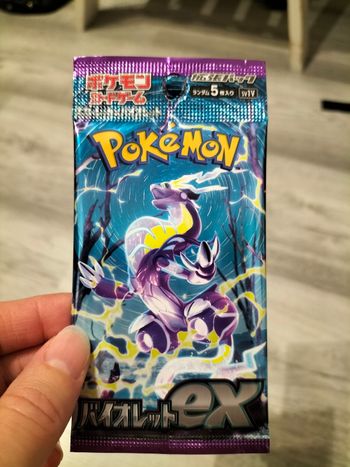 ポケモン
カードゲーム
拡張パック
ランダム5枚入り
SV1V
POKéMON
バイオレットex